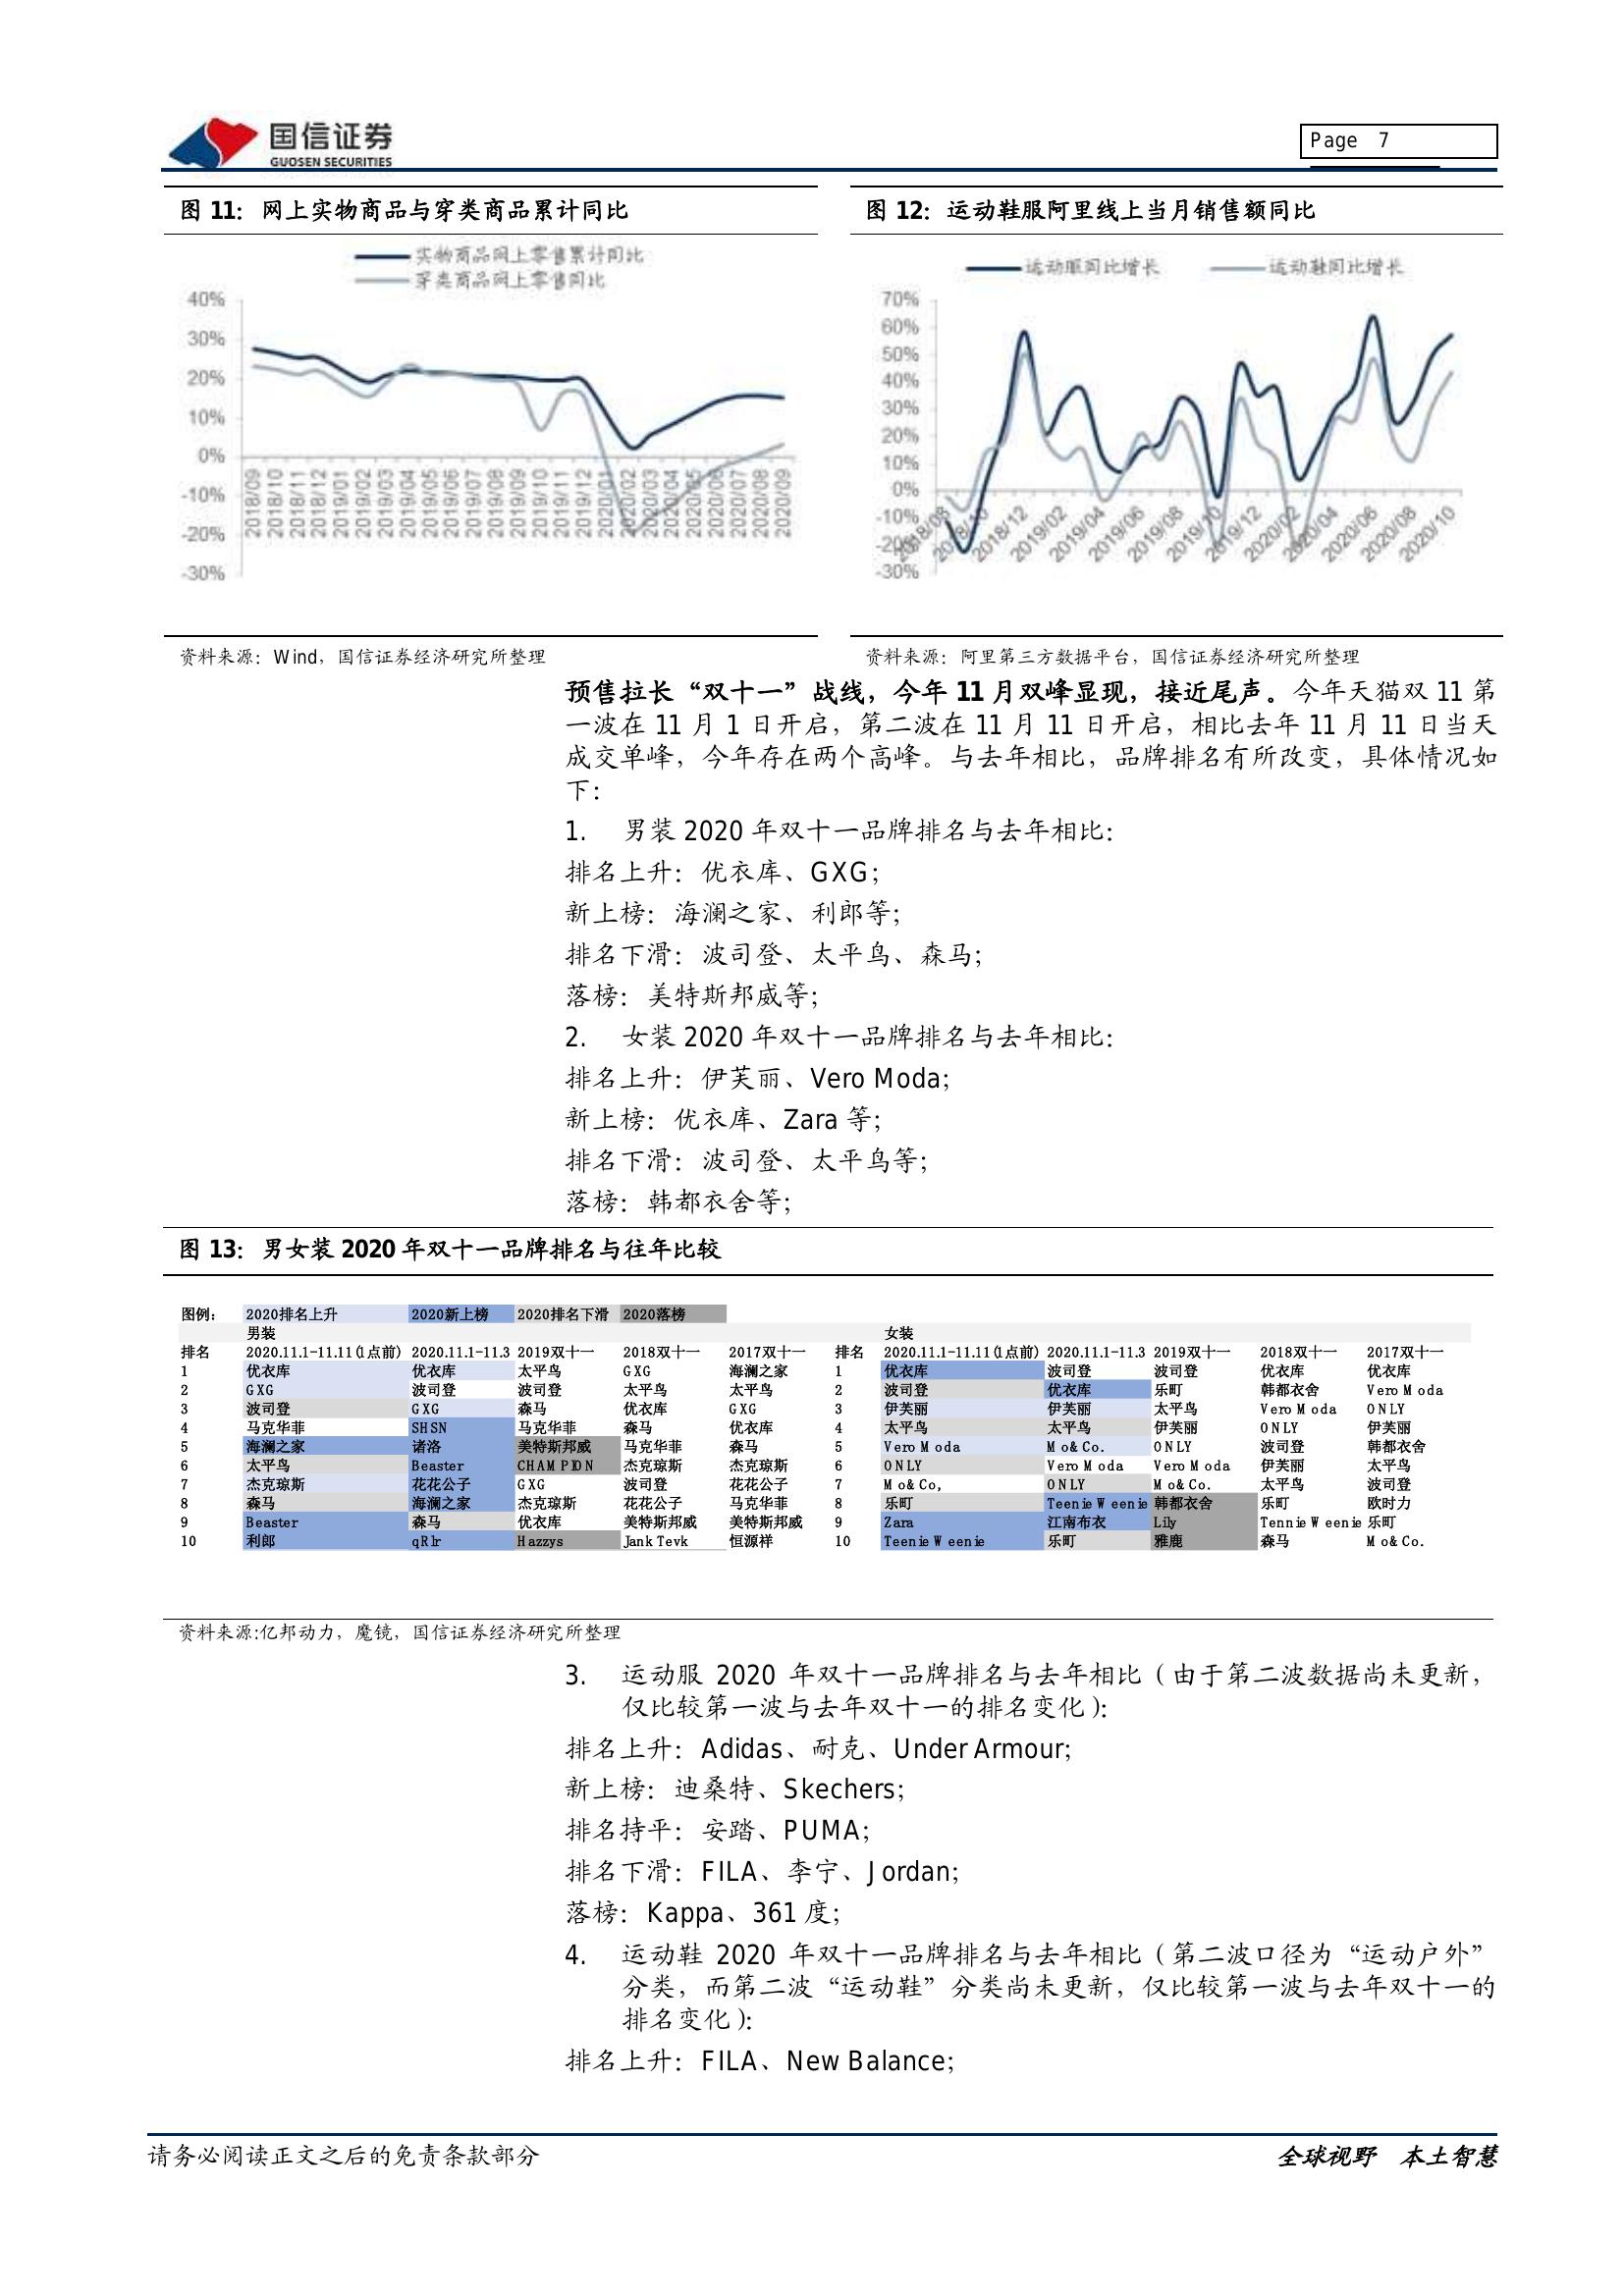 国信证券
GUOSEN SECURITIES
Page 7
图 11：网上实物商品与穿类商品累计同比
实物商品网上零售累计同比
穿类商品网上零售同比
40%
30%
20%
10%
0%
-10%
-20%
-30%
2018/09 2018/10 2018/11 2018/12 2019/01 2019/02 2019/03 2019/04 2019/05 2019/06 2019/07 2019/08 2019/09 2019/10 2019/11 2019/12 2020/01 2020/02 2020/03 2020/04 2020/05 2020/06 2020/07 2020/08 2020/09
资料来源：Wind，国信证券经济研究所整理
图 12：运动鞋服阿里线上当月销售额同比
运动服同比增长 运动鞋同比增长
70%
60%
50%
40%
30%
20%
10%
0%
-10%
-20%
-30%
2018/08 2018/10 2018/12 2019/02 2019/04 2019/06 2019/08 2019/10 2019/12 2020/02 2020/04 2020/06 2020/08 2020/10
资料来源：阿里第三方数据平台，国信证券经济研究所整理
预售拉长“双十一”战线，今年 11 月双峰显现，接近尾声。今年天猫双 11 第
一波在 11 月 1 日开启，第二波在 11 月 11 日开启，相比去年 11 月 11 日当天
成交单峰，今年存在两个高峰。与去年相比，品牌排名有所改变，具体情况如
下：
1. 男装 2020 年双十一品牌排名与去年相比：
排名上升：优衣库、GXG；
新上榜：海澜之家、利郎等；
排名下滑：波司登、太平鸟、森马；
落榜：美特斯邦威等；
2. 女装 2020 年双十一品牌排名与去年相比：
排名上升：伊芙丽、Vero Moda；
新上榜：优衣库、Zara 等；
排名下滑：波司登、太平鸟等；
落榜：韩都衣舍等；
图 13：男女装 2020 年双十一品牌排名与往年比较
图例： 2020排名上升 2020新上榜 2020排名下滑 2020落榜
男装 女装
排名 2020.11.1-11.11(1点前) 2020.11.1-11.3 2019双十一 2018双十一 2017双十一 排名 2020.11.1-11.11(1点前) 2020.11.1-11.3 2019双十一 2018双十一 2017双十一
1 优衣库 优衣库 太平鸟 GXG 海澜之家 1 优衣库 波司登 波司登 优衣库 优衣库
2 GXG 波司登 波司登 太平鸟 太平鸟 2 波司登 优衣库 乐町 韩都衣舍 Vero Moda
3 波司登 GXG 森马 优衣库 GXG 3 伊芙丽 伊芙丽 太平鸟 Vero Moda ONLY
4 马克华菲 SHSN 马克华菲 森马 优衣库 4 太平鸟 太平鸟 伊芙丽 ONLY 伊芙丽
5 海澜之家 诸洛 美特斯邦威 马克华菲 森马 5 Vero Moda Mo&Co. ONLY 波司登 韩都衣舍
6 太平鸟 Beaster CHAMPION 杰克琼斯 杰克琼斯 6 ONLY Vero Moda Vero Moda 伊芙丽 太平鸟
7 杰克琼斯 花花公子 GXG 波司登 花花公子 7 Mo&Co, ONLY Mo&Co. 太平鸟 波司登
8 森马 海澜之家 杰克琼斯 花花公子 马克华菲 8 乐町 Teenie Weenie 韩都衣舍 乐町 欧时力
9 Beaster 森马 优衣库 美特斯邦威 美特斯邦威 9 Zara 江南布衣 Lily Tennie Weenie 乐町
10 利郎 Hazzys Jank Tevk 恒源祥 10 Teenie Weenie 乐町 雅鹿 森马 Mo&Co.
资料来源:亿邦动力，魔镜，国信证券经济研究所整理
3. 运动服 2020 年双十一品牌排名与去年相比（由于第二波数据尚未更新，
仅比较第一波与去年双十一的排名变化）：
排名上升：Adidas、耐克、Under Armour；
新上榜：迪桑特、Skechers；
排名持平：安踏、PUMA；
排名下滑：FILA、李宁、Jordan；
落榜：Kappa、361 度；
4. 运动鞋 2020 年双十一品牌排名与去年相比（第二波口径为“运动户外”
分类，而第二波“运动鞋”分类尚未更新，仅比较第一波与去年双十一的
排名变化）：
排名上升：FILA、New Balance；
请务必阅读正文之后的免责条款部分
全球视野 本土智慧